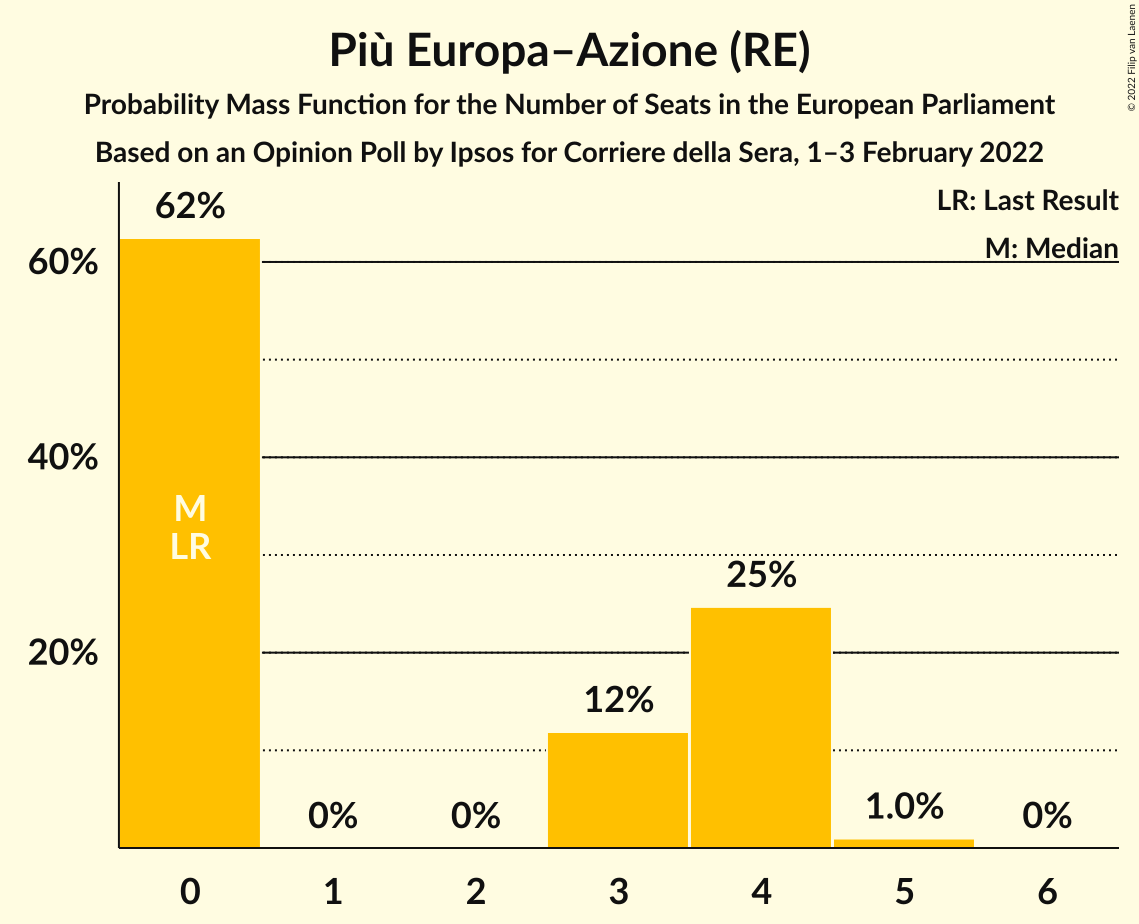 Più Europa–Azione (RE)
Probability Mass Function for the Number of Seats in the European Parliament
Based on an Opinion Poll by Ipsos for Corriere della Sera, 1–3 February 2022
© 2022 Filip van Laenen
LR: Last Result
M: Median
60%
40%
20%
62%
M
LR
0%
0%
12%
25%
1.0%
0%
0
1
2
3
4
5
6